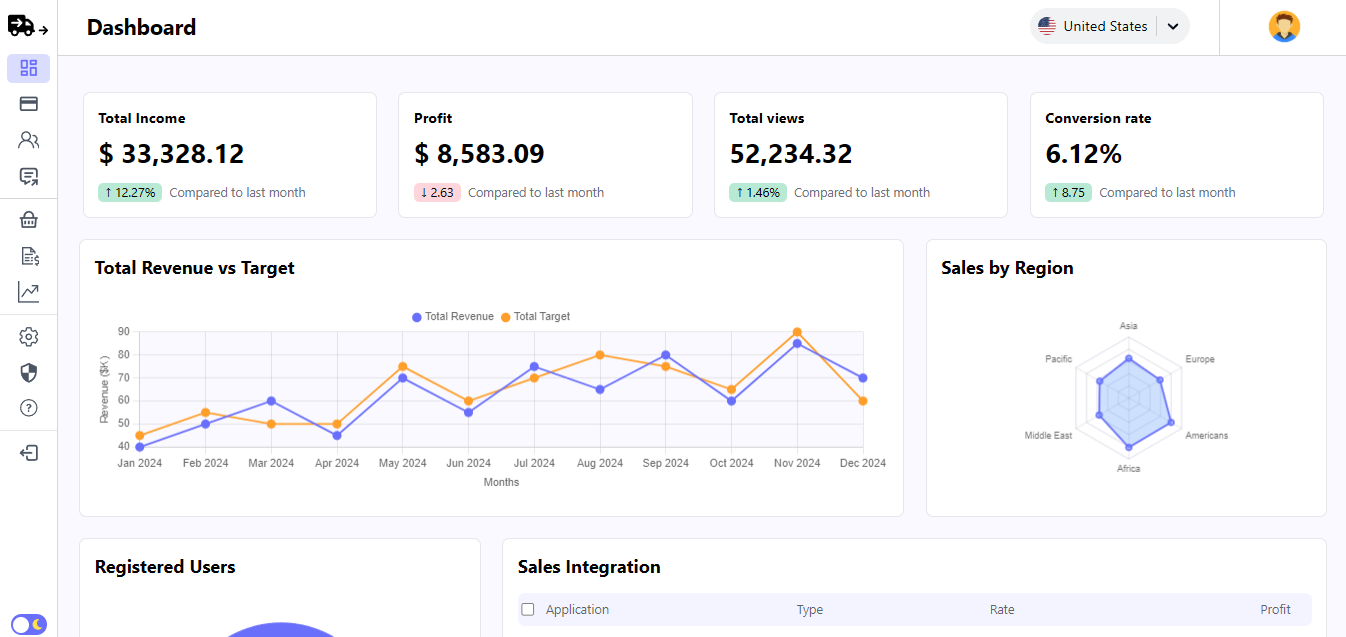 Dashboard
United States
Total Income
$ 33,328.12
↑ 12.27% Compared to last month
Profit
$ 8,583.09
↓ 2.63 Compared to last month
Total views
52,234.32
↑ 1.46% Compared to last month
Conversion rate
6.12%
↑ 8.75 Compared to last month
Total Revenue vs Target
Total Revenue Total Target
90
80
70
60
50
40
Revenue ($K)
Jan 2024 Feb 2024 Mar 2024 Apr 2024 May 2024 Jun 2024 Jul 2024 Aug 2024 Sep 2024 Oct 2024 Nov 2024 Dec 2024
Months
Sales by Region
Asia
Pacific Europe
Middle East Americans
Africa
Registered Users
Sales Integration
Application Type Rate Profit